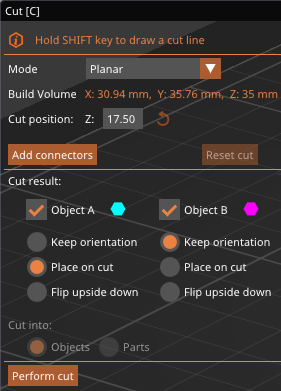 Cut [C]
Hold SHIFT key to draw a cut line
Mode Planar
Build Volume X: 30.94 mm, Y: 35.76 mm, Z: 35 mm
Cut position: Z: 17.50
Add connectors Reset cut
Cut result:
Object A Object B
Keep orientation Keep orientation
Place on cut Place on cut
Flip upside down Flip upside down
Cut into:
Objects Parts
Perform cut